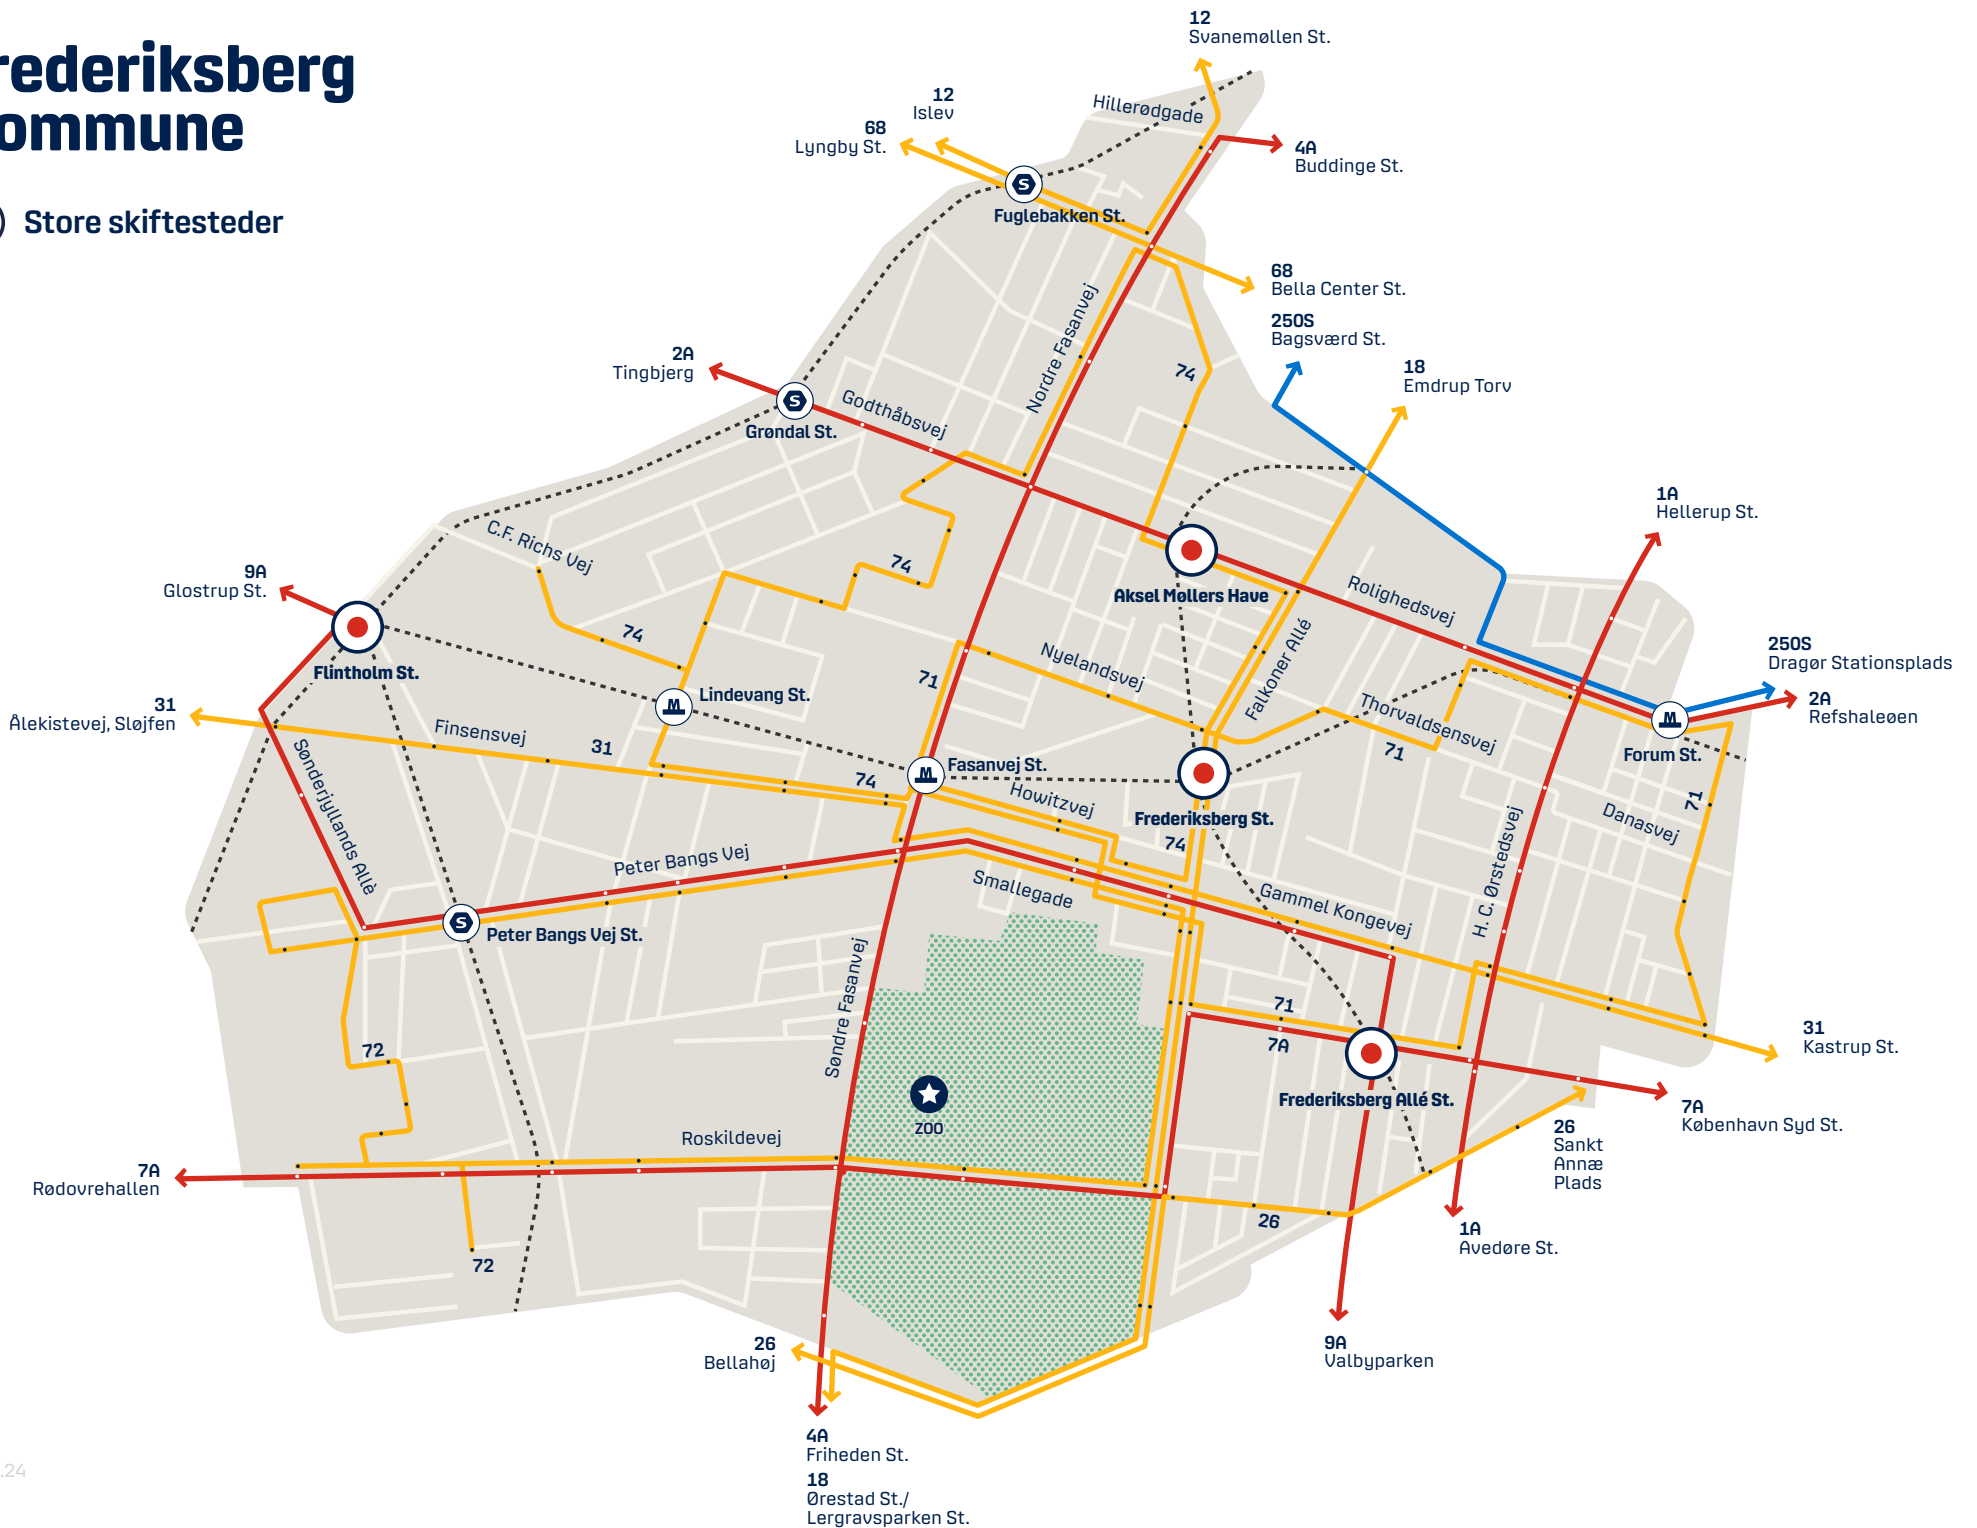 rederiksberg
ommune
Store skiftesteder
12
Svanemøllen St.
12
Islev
68
Lyngby St.
Hillerødgade
4A
Buddinge St.
Fuglebakken St.
68
Bella Center St.
250S
Bagsværd St.
18
Emdrup Torv
2A
Tingbjerg
Nordre Fasanvej
74
Godthåbsvej
Grøndal St.
1A
Hellerup St.
C.F. Richs Vej
74
9A
Glostrup St.
Aksel Møllers Have
Rolighedsvej
74
Flintholm St.
Nyelandsvej
Falkoner Allé
250S
Dragør Stationsplads
2A
Refshaleøen
71
Lindevang St.
31
Ålekistevej, Sløjfen
Finsensvej
31
Thorvaldsensvej
71
Forum St.
Sønderjyllands Allè
74
Fasanvej St.
Howitzvej
Frederiksberg St.
71
Danasvej
74
Peter Bangs Vej
Smallegade
Gammel Kongevej
H. C. Ørstedsvej
Peter Bangs Vej St.
Søndre Fasanvej
71
7A
72
31
Kastrup St.
Frederiksberg Allé St.
7A
København Syd St.
ZOO
Roskildevej
26
Sankt
Annæ
Plads
7A
Rødovrehallen
26
1A
Avedøre St.
72
26
Bellahøj
9A
Valbyparken
4A
Friheden St.
18
Ørestad St./
Lergravsparken St.
.24